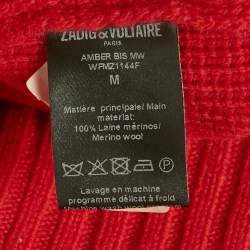 ZADIG&VOLTAIRE
PARIS
AMBER BIS MW
WFMZ1144F
M
Matière principale/ Main
material:
100% Laine mérinos/
Merino wool
Lavage en machine
programme délicat à froid